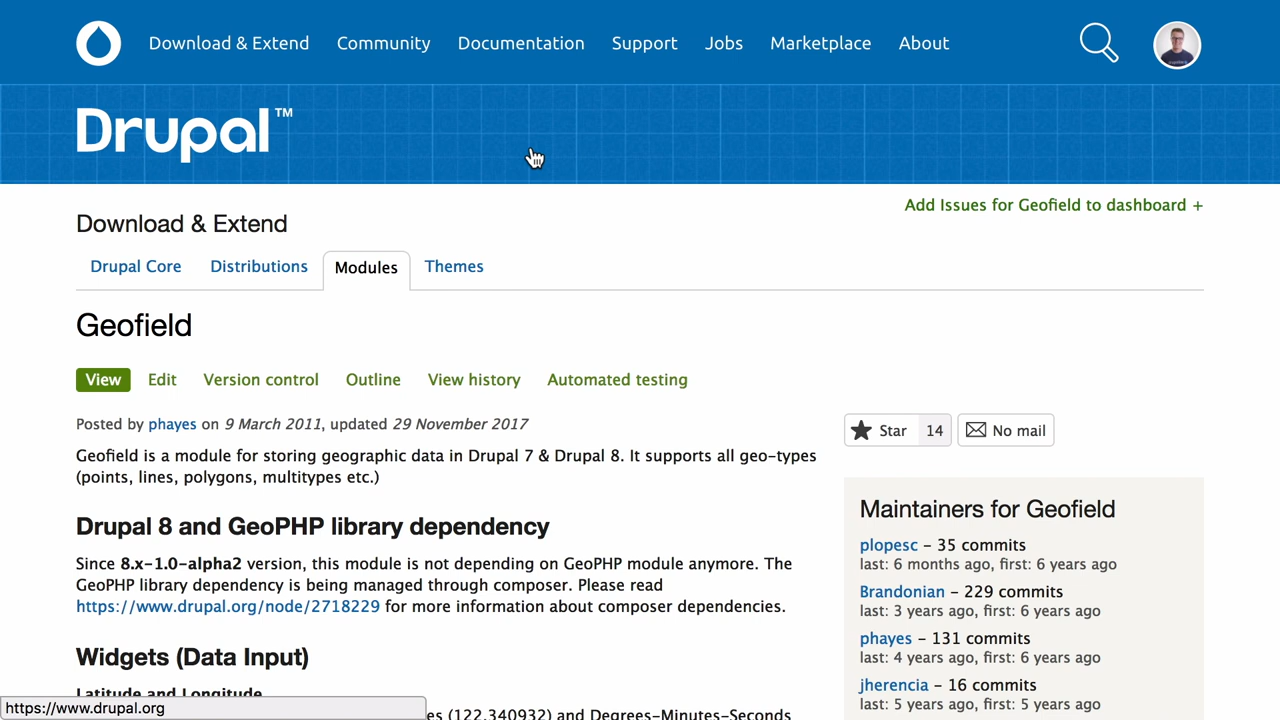 Download & Extend Community Documentation Support Jobs Marketplace About
Drupal™
Add Issues for Geofield to dashboard +
Download & Extend
Drupal Core Distributions Modules Themes
Geofield
View Edit Version control Outline View history Automated testing
Posted by phayes on 9 March 2011, updated 29 November 2017
Star 14 No mail
Geofield is a module for storing geographic data in Drupal 7 & Drupal 8. It supports all geo-types
(points, lines, polygons, multitypes etc.)
Drupal 8 and GeoPHP library dependency
Since 8.x-1.0-alpha2 version, this module is not depending on GeoPHP module anymore. The
GeoPHP library dependency is being managed through composer. Please read
https://www.drupal.org/node/2718229 for more information about composer dependencies.
Widgets (Data Input)
Latitude and Longitude
es (122.340932) and Degrees-Minutes-Seconds
Maintainers for Geofield
plopesc – 35 commits
last: 6 months ago, first: 6 years ago
Brandonian – 229 commits
last: 3 years ago, first: 6 years ago
phayes – 131 commits
last: 4 years ago, first: 6 years ago
jherencia – 16 commits
last: 5 years ago, first: 5 years ago
https://www.drupal.org